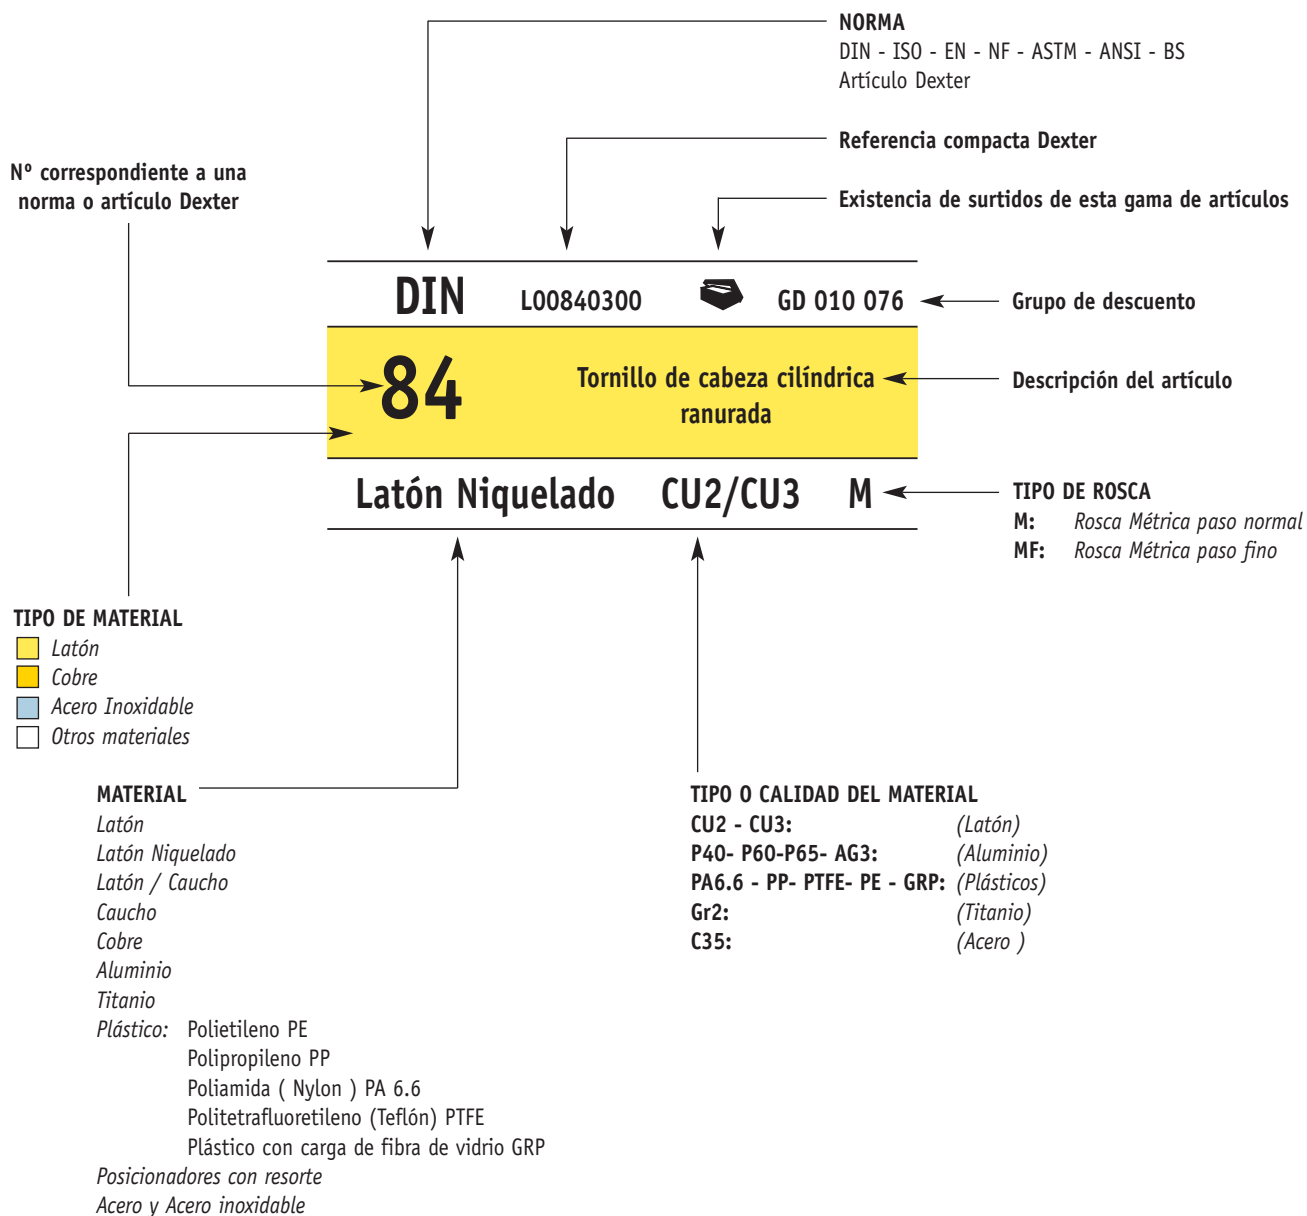 NORMA
DIN - ISO - EN - NF - ASTM - ANSI - BS
Artículo Dexter
Referencia compacta Dexter
Nº correspondiente a una
norma o artículo Dexter
Existencia de surtidos de esta gama de artículos
DIN L00840300 GD 010 076
Grupo de descuento
84
Tornillo de cabeza cilíndrica
ranurada
Descripción del artículo
Latón Niquelado CU2/CU3 M
TIPO DE ROSCA
M: Rosca Métrica paso normal
MF: Rosca Métrica paso fino
TIPO DE MATERIAL
Latón
Cobre
Acero Inoxidable
Otros materiales
MATERIAL
Latón
Latón Niquelado
Latón / Caucho
Caucho
Cobre
Aluminio
Titanio
Plástico: Polietileno PE
Polipropileno PP
Poliamida ( Nylon ) PA 6.6
Politetrafluoretileno (Teflón) PTFE
Plástico con carga de fibra de vidrio GRP
Posicionadores con resorte
Acero y Acero inoxidable
TIPO O CALIDAD DEL MATERIAL
CU2 - CU3: (Latón)
P40- P60-P65- AG3: (Aluminio)
PA6.6 - PP- PTFE- PE - GRP: (Plásticos)
Gr2: (Titanio)
C35: (Acero )